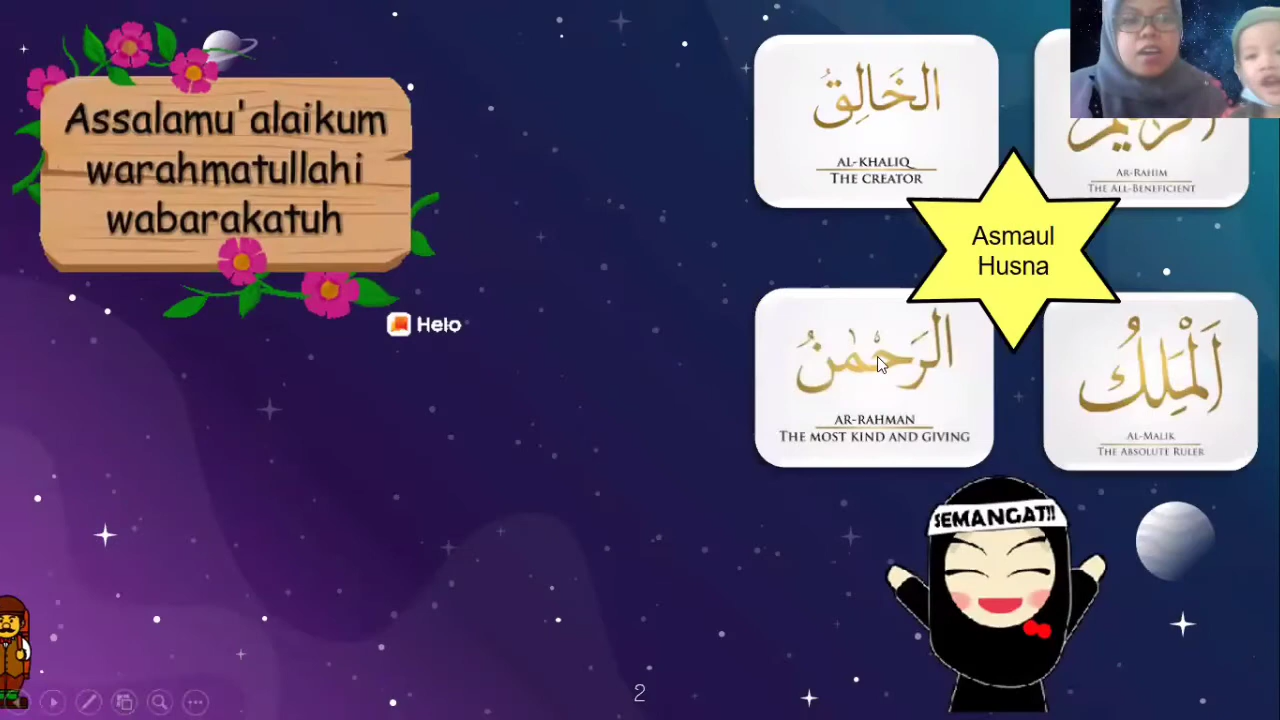 Assalamu'alaikum
warahmatullahi
wabarakatuh
Helo
الخَالِقُ
AL-KHALIQ
THE CREATOR
AR-RAHIM
THE ALL-BENEFICIENT
Asmaul
Husna
الرَحْمٰنُ
AR-RAHMAN
THE MOST KIND AND GIVING
اَلْمَلِكُ
AL-MALIK
THE ABSOLUTE RULER
SEMANGAT!!
2